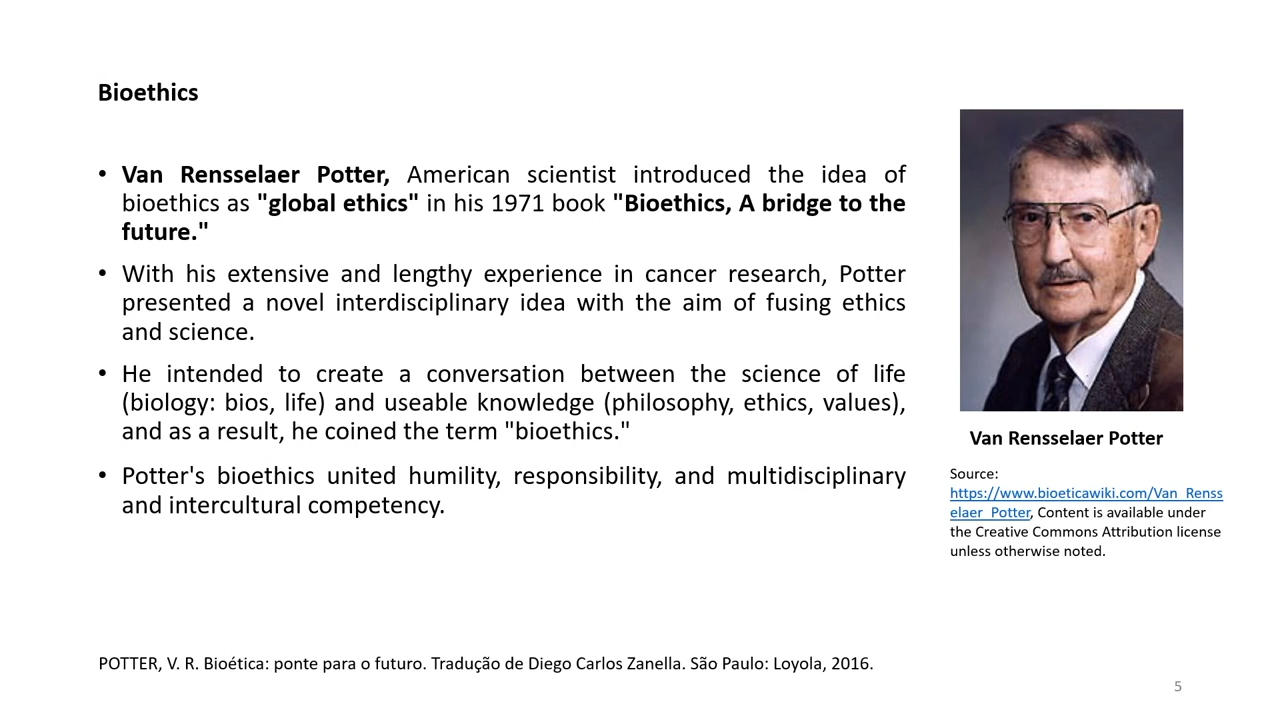 Bioethics
• Van Rensselaer Potter, American scientist introduced the idea of
bioethics as "global ethics" in his 1971 book "Bioethics, A bridge to the
future."
• With his extensive and lengthy experience in cancer research, Potter
presented a novel interdisciplinary idea with the aim of fusing ethics
and science.
• He intended to create a conversation between the science of life
(biology: bios, life) and useable knowledge (philosophy, ethics, values),
and as a result, he coined the term "bioethics."
• Potter's bioethics united humility, responsibility, and multidisciplinary
and intercultural competency.
Van Rensselaer Potter
Source:
https://www.bioeticawiki.com/Van_Renss
elaer_Potter, Content is available under
the Creative Commons Attribution license
unless otherwise noted.
POTTER, V. R. Bioética: ponte para o futuro. Tradução de Diego Carlos Zanella. São Paulo: Loyola, 2016.
5